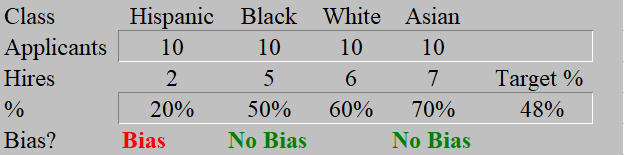 Class Hispanic Black White Asian
Applicants 10 10 10 10
Hires 2 5 6 7 Target %
% 20% 50% 60% 70% 48%
Bias? Bias No Bias No Bias